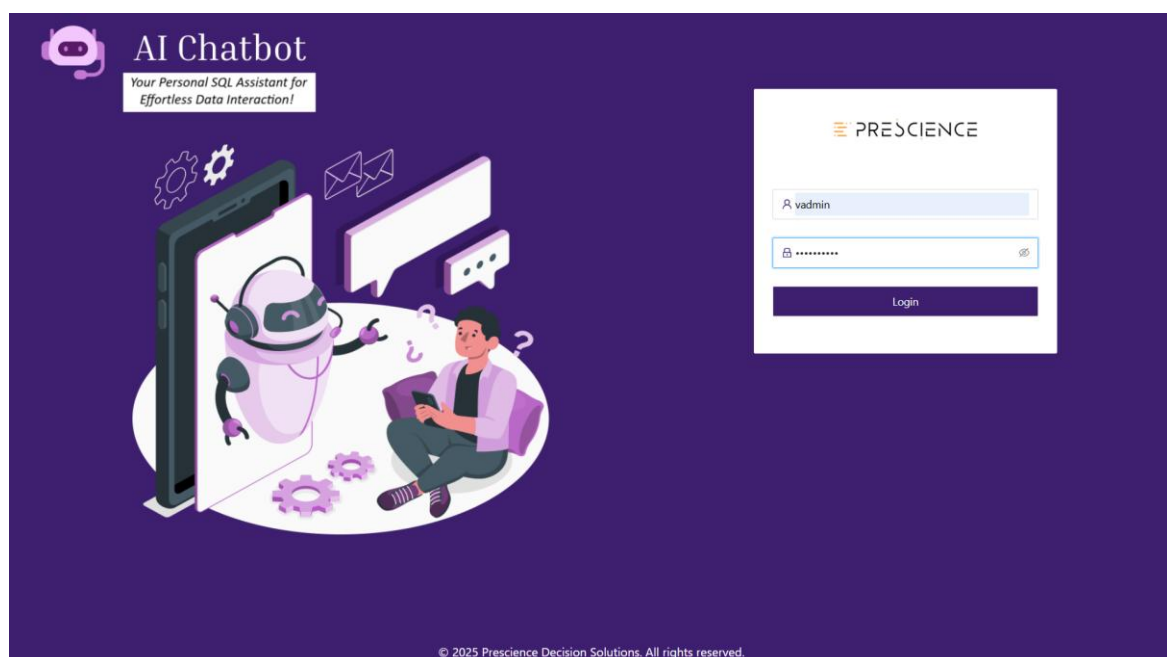 AI Chatbot
Your Personal SQL Assistant for
Effortless Data Interaction!
PRESCIENCE
vadmin
••••••••••
Login
© 2025 Prescience Decision Solutions. All rights reserved.